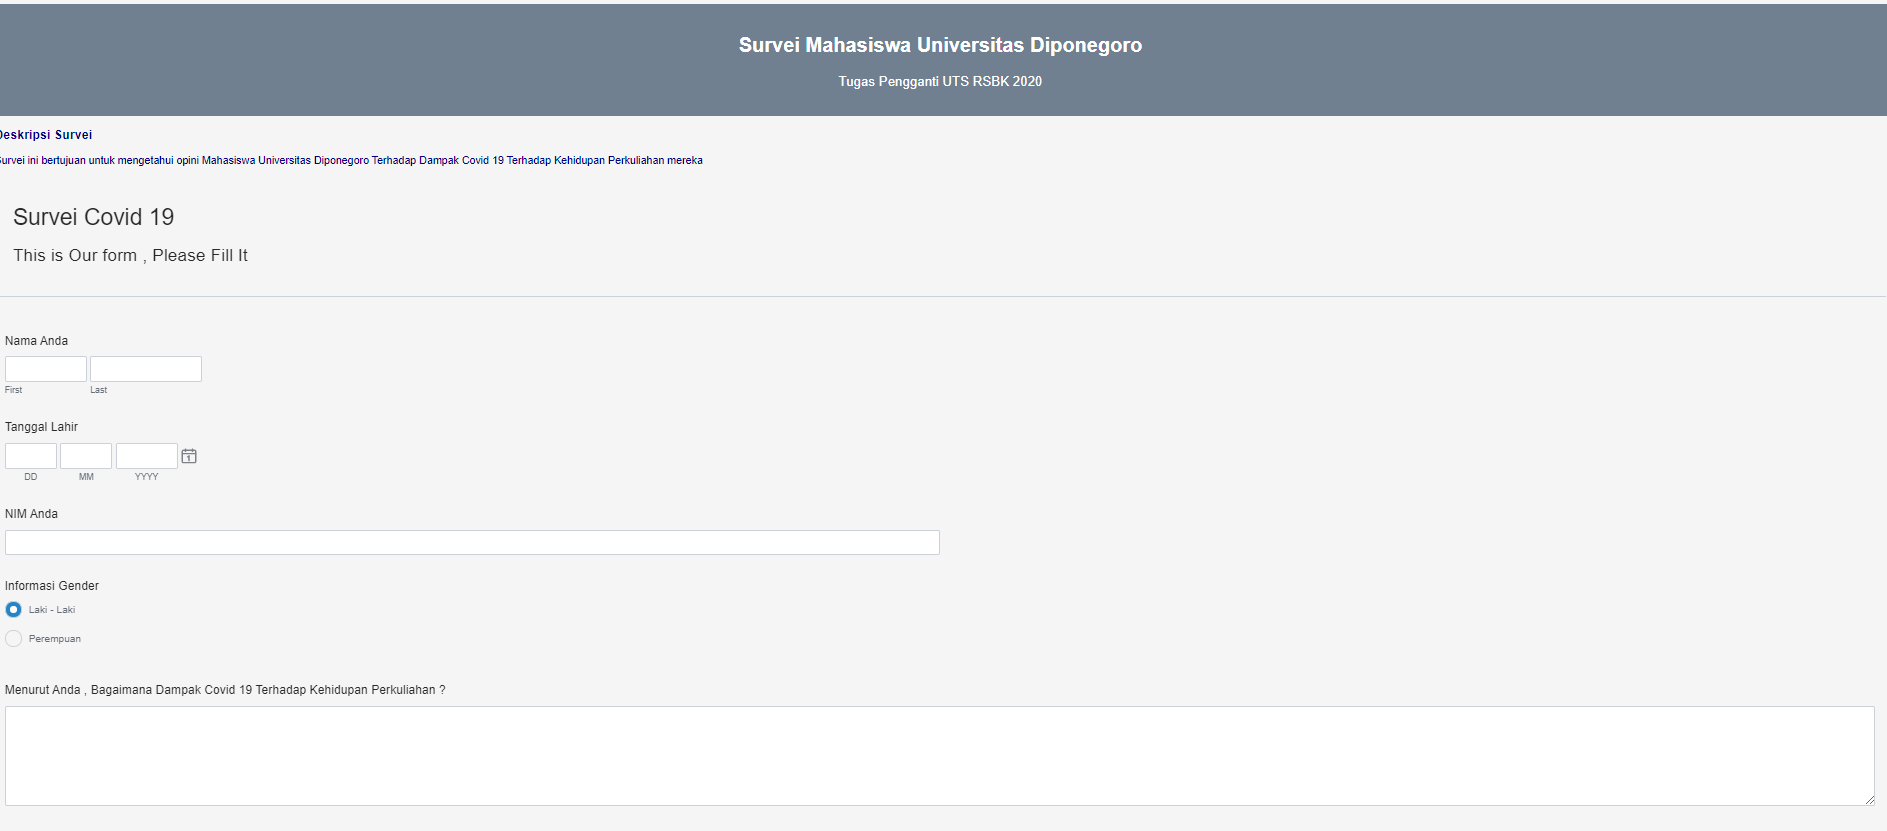 Survei Mahasiswa Universitas Diponegoro
Tugas Pengganti UTS RSBK 2020
Deskripsi Survei
Survei ini bertujuan untuk mengetahui opini Mahasiswa Universitas Diponegoro Terhadap Dampak Covid 19 Terhadap Kehidupan Perkuliahan mereka
Survei Covid 19
This is Our form , Please Fill It
Nama Anda
First Last
Tanggal Lahir
1
DD MM YYYY
NIM Anda
Informasi Gender
Laki - Laki
Perempuan
Menurut Anda , Bagaimana Dampak Covid 19 Terhadap Kehidupan Perkuliahan ?